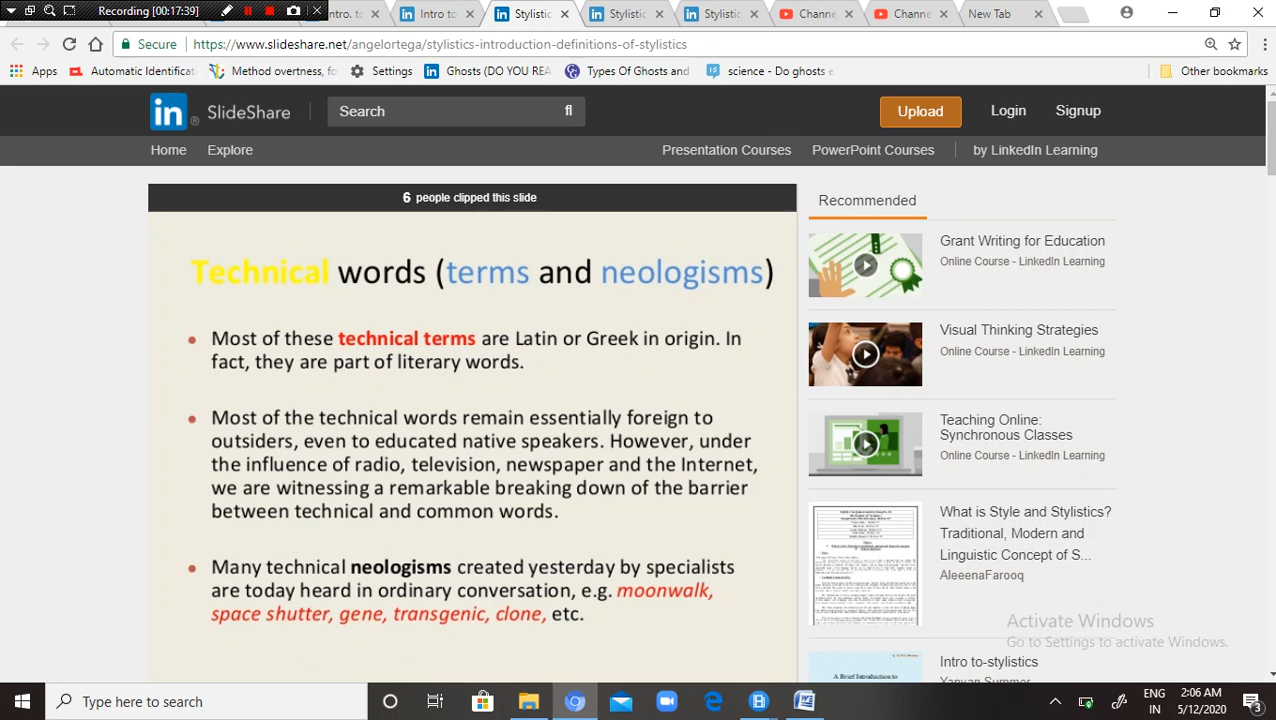 Recording [00:17:39]
ntro. t
Intro to
Stylistic
Stylistic
Stylistic
Channe
Channe
New Tab
Secure
https://www.slideshare.net/angelortega/stylistics-introduction-definitions-of-stylistics
Apps
Automatic Identificat
Method overtness, fo
Settings
Ghosts (DO YOU REA
Types Of Ghosts and
science - Do ghosts e
Other bookmarks
in SlideShare
Search
Upload
Login
Signup
Home
Explore
Presentation Courses
PowerPoint Courses
by LinkedIn Learning
6 people clipped this slide
Technical words (terms and neologisms)
Most of these technical terms are Latin or Greek in origin. In
fact, they are part of literary words.
Most of the technical words remain essentially foreign to
outsiders, even to educated native speakers. However, under
the influence of radio, television, newspaper and the Internet,
we are witnessing a remarkable breaking down of the barrier
between technical and common words.
Many technical neologisms created yesterday by specialists
are today heard in ordinary conversation, e.g. moonwalk,
space shutter, gene, transgenic, clone, etc.
Recommended
Grant Writing for Education
Online Course - LinkedIn Learning
Visual Thinking Strategies
Online Course - LinkedIn Learning
Teaching Online:
Synchronous Classes
Online Course - LinkedIn Learning
What is Style and Stylistics?
Traditional, Modern and
Linguistic Concept of S...
AleeenaFarooq
Intro to-stylistics
Yanyan Summer
A Brief Introduction to
Activate Windows
Go to Settings to activate Windows.
Type here to search
ENG
IN
2:06 AM
5/12/2020
3